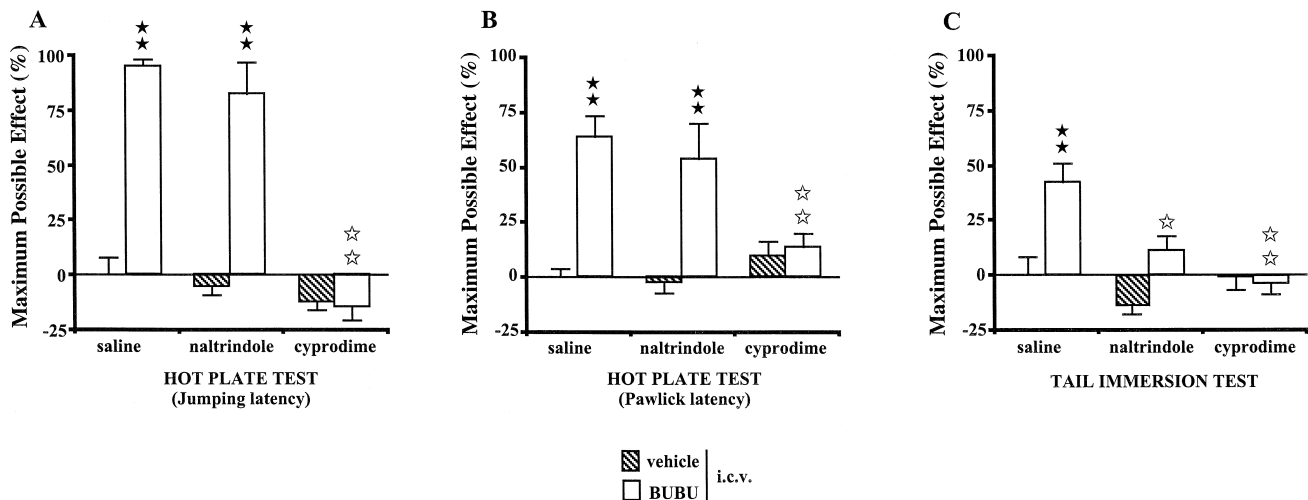 A
Maximum Possible Effect (%)
100
75
50
25
0
-25
★
★
★
★
☆
☆
saline
naltrindole
cyprodime
HOT PLATE TEST
(Jumping latency)
B
Maximum Possible Effect (%)
100
75
50
25
0
-25
★
★
★
★
☆
☆
saline
naltrindole
cyprodime
HOT PLATE TEST
(Pawlick latency)
C
Maximum Possible Effect (%)
100
75
50
25
0
-25
★
★
☆
☆
☆
saline
naltrindole
cyprodime
TAIL IMMERSION TEST
vehicle
BUBU
i.c.v.